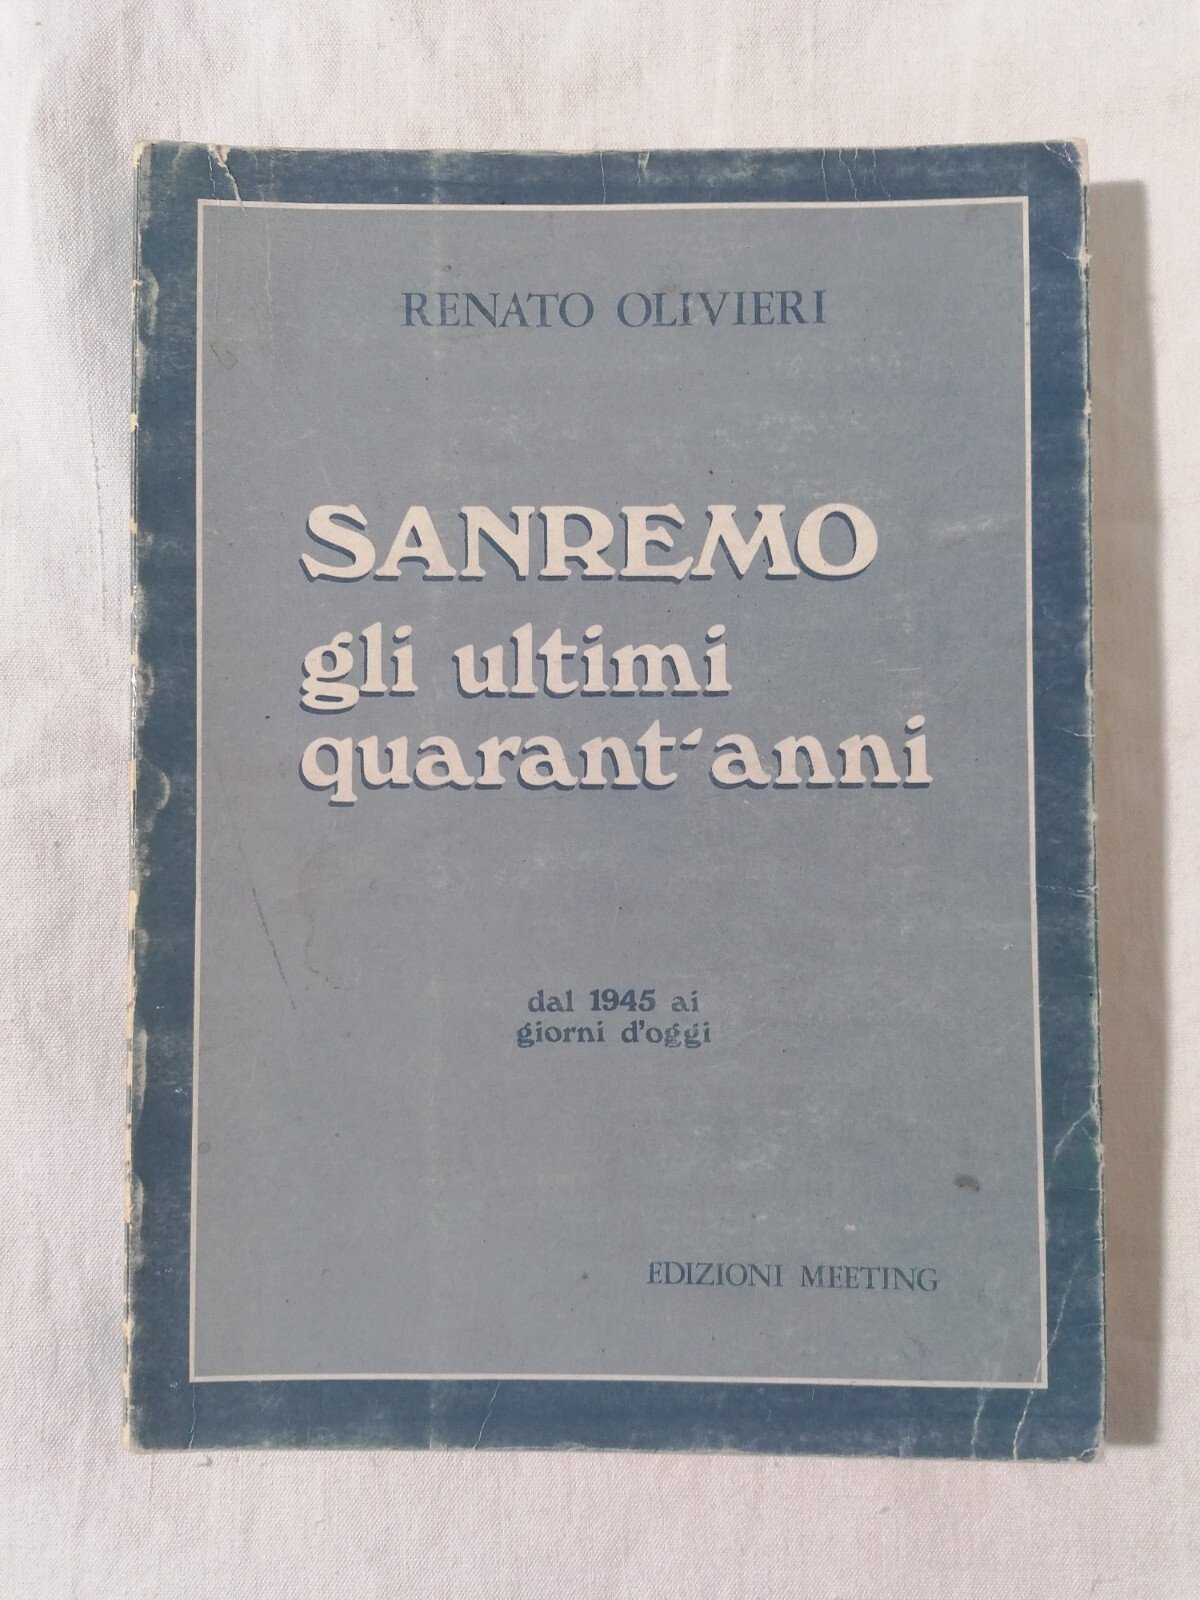 RENATO OLIVIERI
SANREMO
gli ultimi
quarant'anni
dal 1945 ai
giorni d'oggi
EDIZIONI MEETING